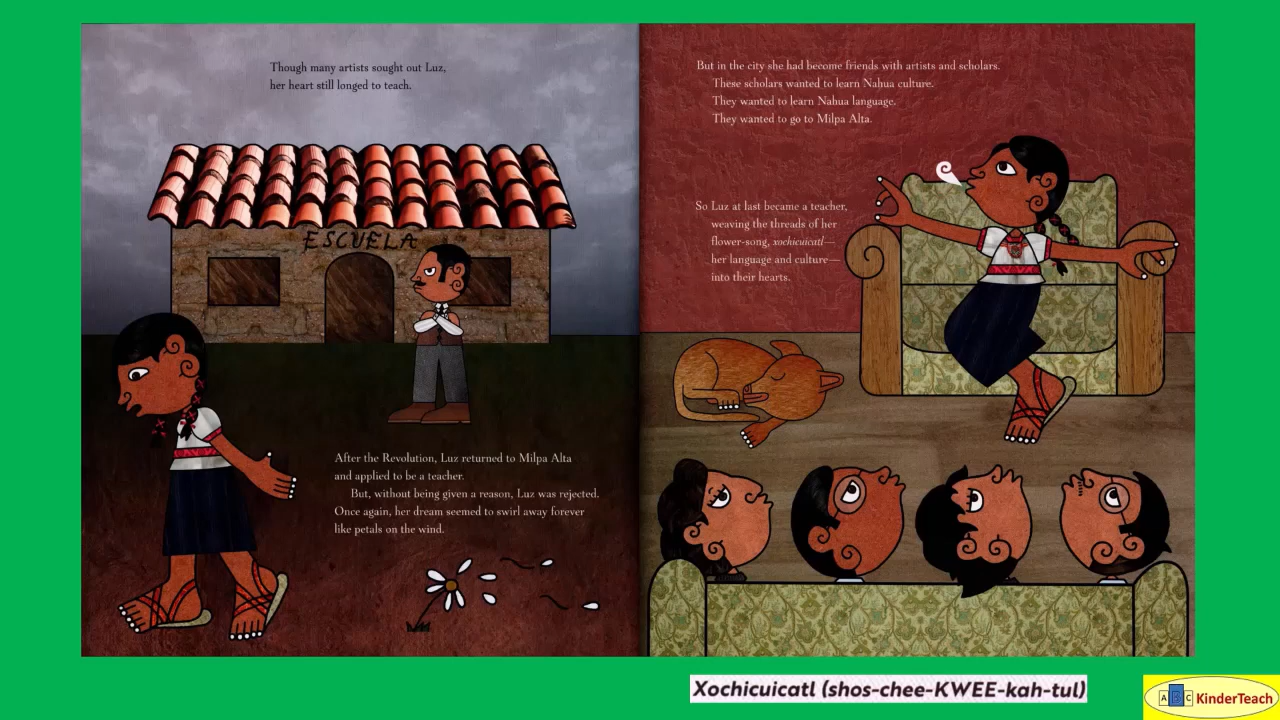 Though many artists sought out Luz,
her heart still longed to teach.
ESCUELA
After the Revolution, Luz returned to Milpa Alta
and applied to be a teacher.
But, without being given a reason, Luz was rejected.
Once again, her dream seemed to swirl away forever
like petals on the wind.
But in the city she had become friends with artists and scholars.
These scholars wanted to learn Nahua culture.
They wanted to learn Nahua language.
They wanted to go to Milpa Alta.
So Luz at last became a teacher,
weaving the threads of her
flower-song, xochicuicatl—
her language and culture—
into their hearts.
Xochicuicatl (shos-chee-KWEE-kah-tul)
A B C KinderTeach